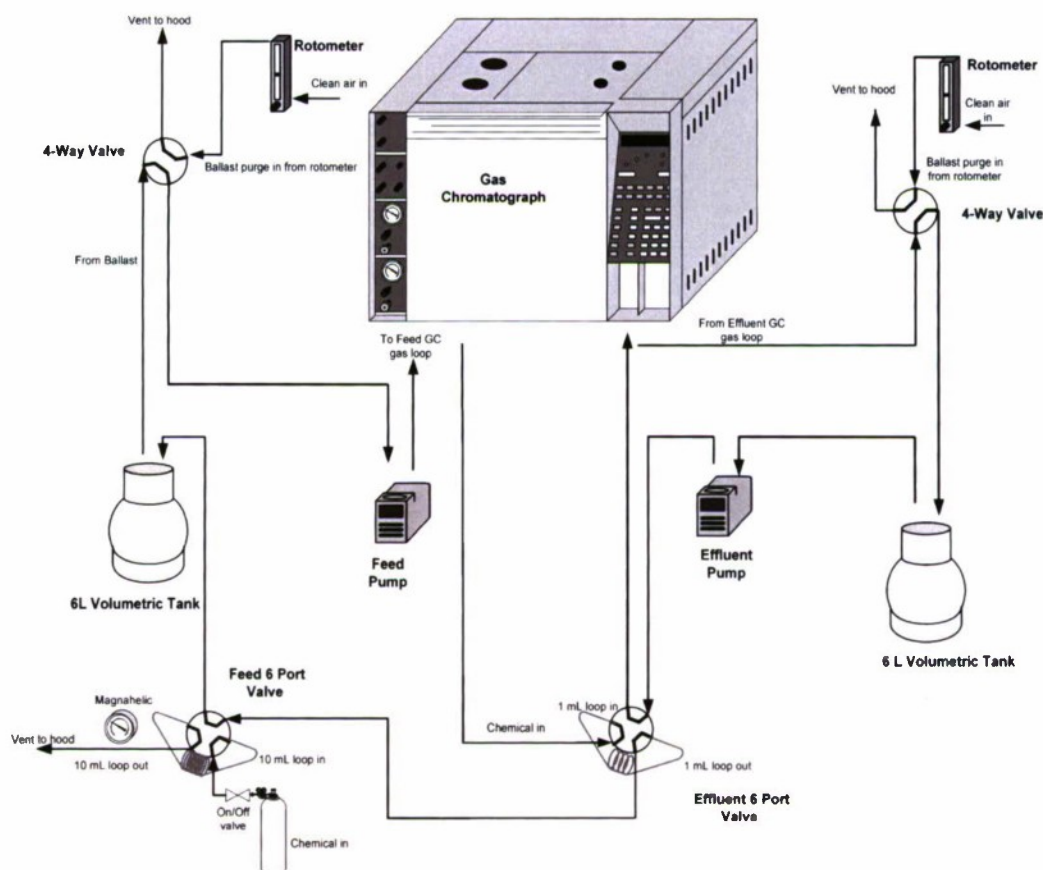 Vent to hood
Rotometer
Clean air in
4-Way Valve
Ballast purge in from rotometer
From Ballast
Gas
Chromatograph
Rotometer
Vent to hood
Clean air
in
Ballast purge in
from rotometer
4-Way Valve
To Feed GC
gas loop
From Effluent GC
gas loop
6L Volumetric Tank
Feed
Pump
Effluent
Pump
6 L Volumetric Tank
Feed 6 Port
Valve
Magnahelic
Vent to hood
10 mL loop out
10 mL loop in
On/Off
valve
Chemical in
Chemical in
1 mL loop in
1 mL loop out
Effluent 6 Port
Valve